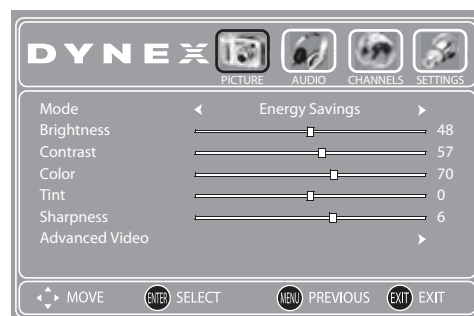 DYNEX
PICTURE AUDIO CHANNELS SETTINGS
Mode Energy Savings
Brightness 48
Contrast 57
Color 70
Tint 0
Sharpness 6
Advanced Video
MOVE ENTER SELECT MENU PREVIOUS EXIT EXIT